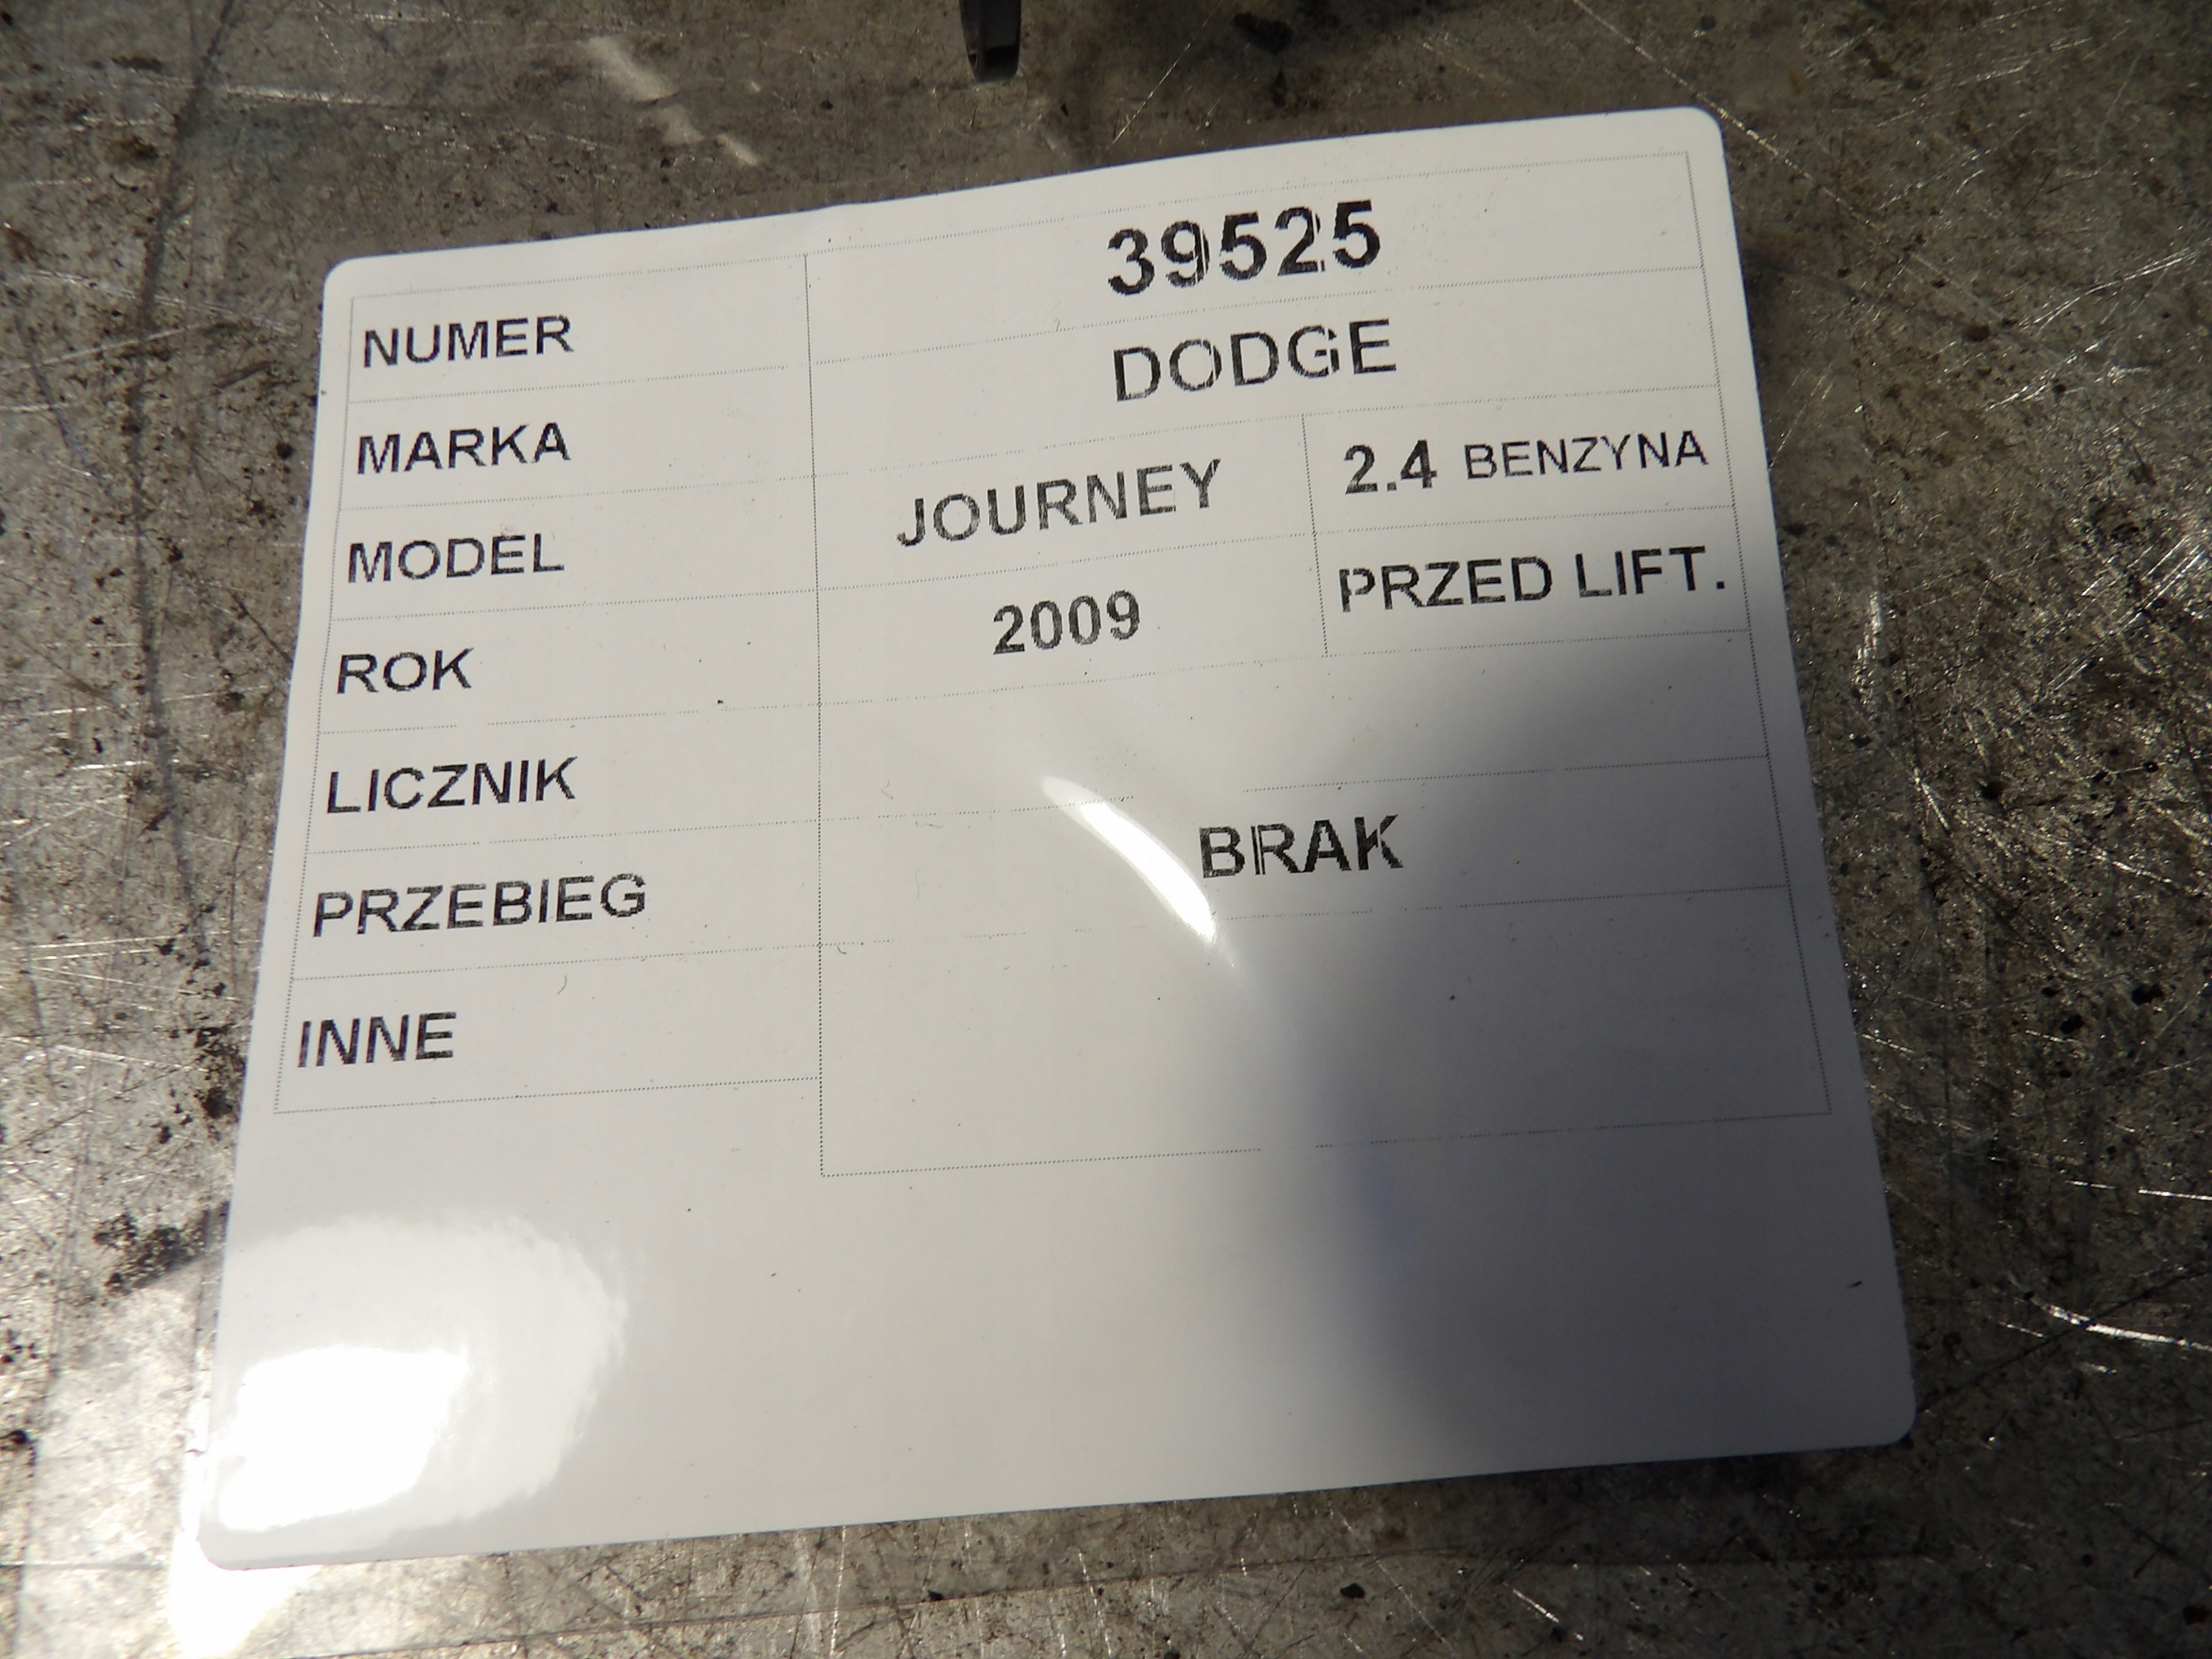 NUMER 39525
MARKA DODGE
MODEL JOURNEY 2.4 BENZYNA
ROK 2009 PRZED LIFT.
LICZNIK
PRZEBIEG BRAK
INNE